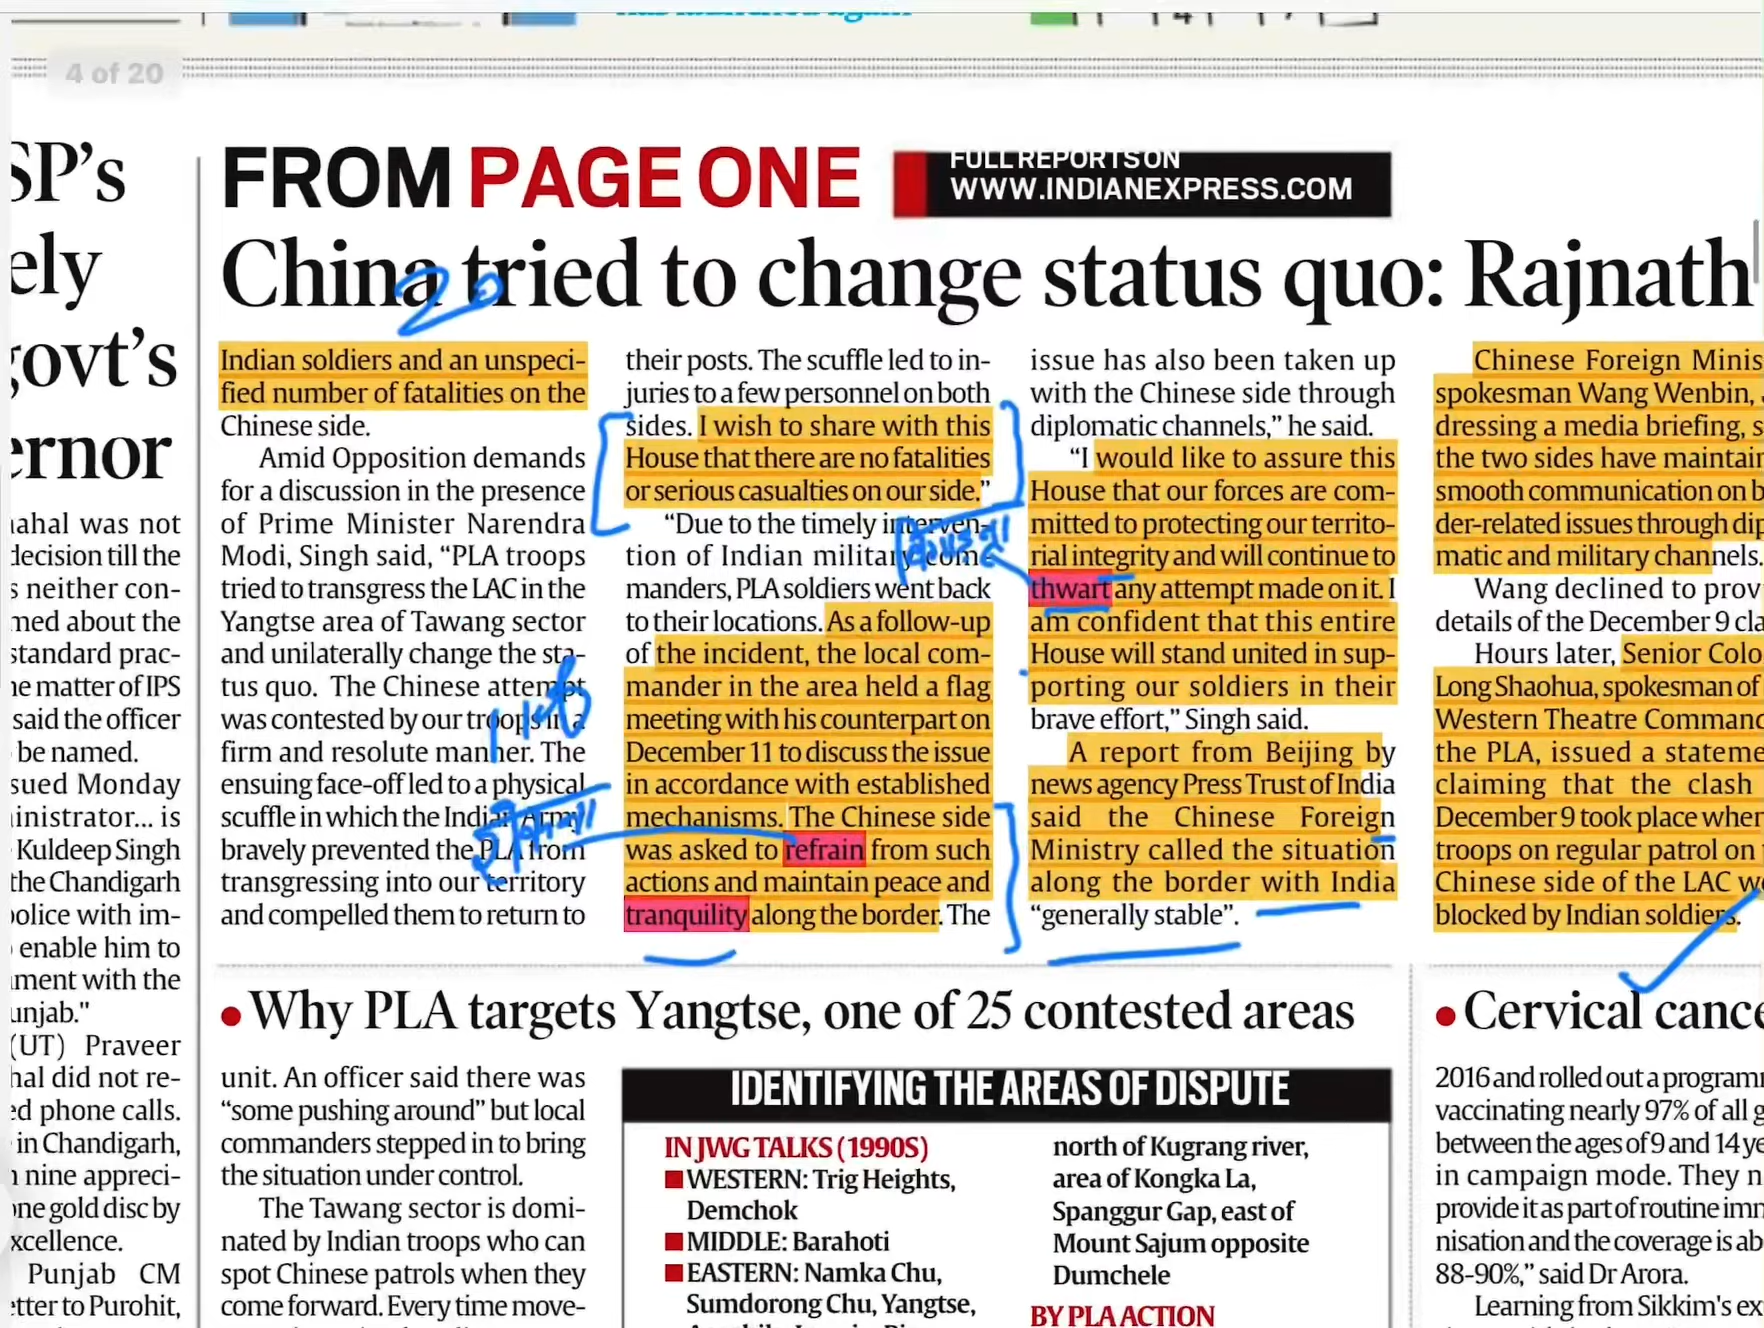 4 of 20
SP's
ely
govt's
ernor
was not
decision till the
neither con-
med about the
standard prac-
matter of IPS
said the officer
be named.
sued Monday
inistrator... is
Kuldeep Singh
the Chandigarh
police with im-
enable him to
ment with the
unjab."
(UT) Praveer
hal did not re-
ed phone calls.
in Chandigarh,
nine appreci-
one gold disc by
xcellence.
Punjab CM
etter to Purohit,
FROM PAGE ONE
FULL REPORTS ON
WWW.INDIANEXPRESS.COM
China tried to change status quo: Rajnath
20
Indian soldiers and an unspeci-
fied number of fatalities on the
Chinese side.
Amid Opposition demands
for a discussion in the presence
of Prime Minister Narendra
Modi, Singh said, “PLA troops
tried to transgress the LAC in the
Yangtse area of Tawang sector
and unilaterally change the sta-
tus quo. The Chinese attempt
was contested by our troops in a
firm and resolute manner. The
ensuing face-off led to a physical
scuffle in which the Indian Army
bravely prevented the PLA from
transgressing into our territory
and compelled them to return to
their posts. The scuffle led to in-
juries to a few personnel on both
sides. I wish to share with this
House that there are no fatalities
or serious casualties on our side.”
“Due to the timely interven-
tion of Indian military com-
manders, PLA soldiers went back
to their locations. As a follow-up
of the incident, the local com-
mander in the area held a flag
meeting with his counterpart on
December 11 to discuss the issue
in accordance with established
mechanisms. The Chinese side
was asked to refrain from such
actions and maintain peace and
tranquility along the border. The
issue has also been taken up
with the Chinese side through
diplomatic channels,” he said.
“I would like to assure this
House that our forces are com-
mitted to protecting our territo-
rial integrity and will continue to
thwart any attempt made on it. I
am confident that this entire
House will stand united in sup-
porting our soldiers in their
brave effort,” Singh said.
A report from Beijing by
news agency Press Trust of India
said the Chinese Foreign
Ministry called the situation
along the border with India
“generally stable”.
Chinese Foreign Minis
spokesman Wang Wenbin,
dressing a media briefing, s
the two sides have maintain
smooth communication on b
der-related issues through dip
matic and military channels.
Wang declined to prov
details of the December 9 cla
Hours later, Senior Colo
Long Shaohua, spokesman of
Western Theatre Command
the PLA, issued a stateme
claiming that the clash
December 9 took place wher
troops on regular patrol on
Chinese side of the LAC we
blocked by Indian soldiers.
Why PLA targets Yangtse, one of 25 contested areas
unit. An officer said there was
“some pushing around” but local
commanders stepped in to bring
the situation under control.
The Tawang sector is domi-
nated by Indian troops who can
spot Chinese patrols when they
come forward. Every time move-
IDENTIFYING THE AREAS OF DISPUTE
IN JWG TALKS (1990S)
WESTERN: Trig Heights,
Demchok
MIDDLE: Barahoti
EASTERN: Namka Chu,
Sumdorong Chu, Yangtse,
north of Kugrang river,
area of Kongka La,
Spanggur Gap, east of
Mount Sajum opposite
Dumchele
BY PLA ACTION
Cervical cance
2016 and rolled out a program
vaccinating nearly 97% of all g
between the ages of 9 and 14 ye
in campaign mode. They n
provide it as part of routine imm
nisation and the coverage is ab
88-90%,” said Dr Arora.
Learning from Sikkim's ex